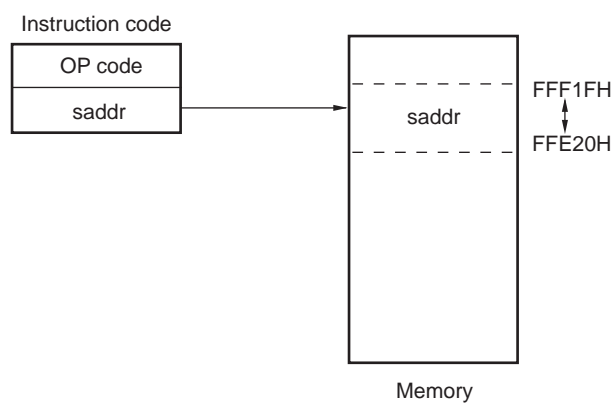 Instruction code
OP code
saddr
saddr
FFF1FH
FFE20H
Memory